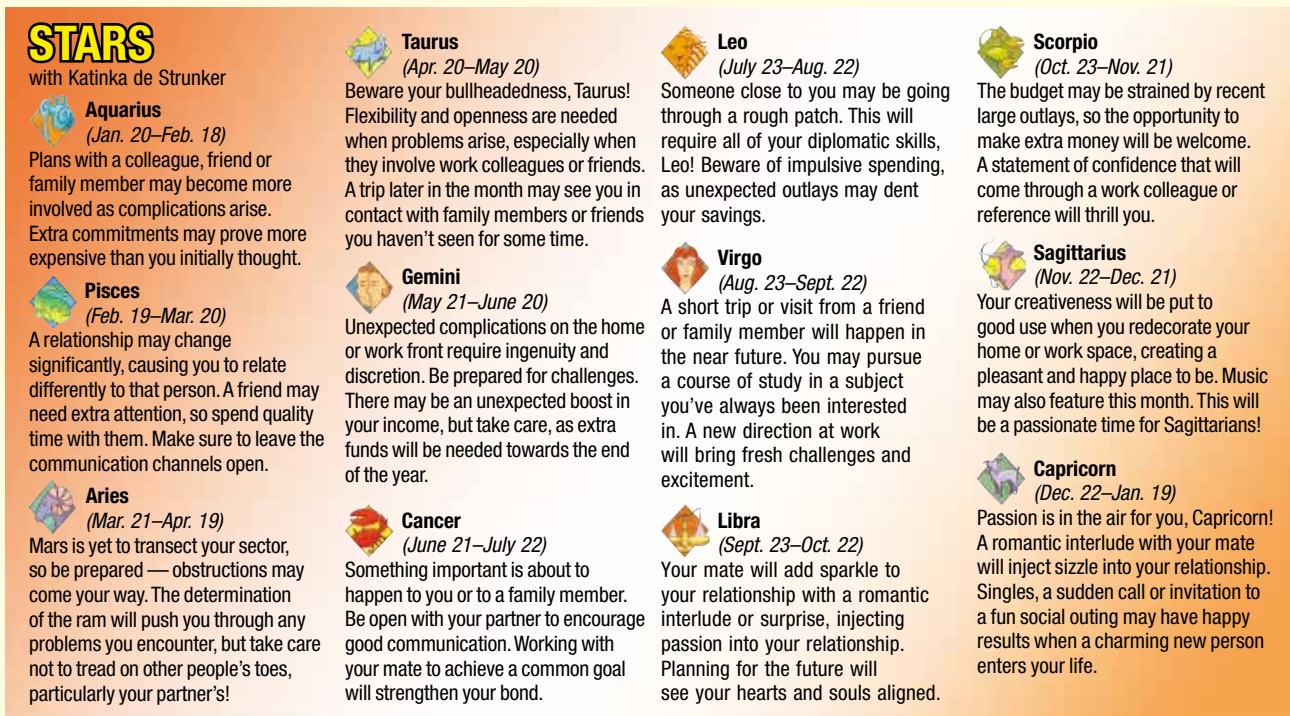 STARS
with Katinka de Strunker
Aquarius
(Jan. 20–Feb. 18)
Plans with a colleague, friend or
family member may become more
involved as complications arise.
Extra commitments may prove more
expensive than you initially thought.
Pisces
(Feb. 19–Mar. 20)
A relationship may change
significantly, causing you to relate
differently to that person. A friend may
need extra attention, so spend quality
time with them. Make sure to leave the
communication channels open.
Aries
(Mar. 21–Apr. 19)
Mars is yet to transect your sector,
so be prepared — obstructions may
come your way. The determination
of the ram will push you through any
problems you encounter, but take care
not to tread on other people's toes,
particularly your partner's!
Taurus
(Apr. 20–May 20)
Beware your bullheadedness, Taurus!
Flexibility and openness are needed
when problems arise, especially when
they involve work colleagues or friends.
A trip later in the month may see you in
contact with family members or friends
you haven't seen for some time.
Gemini
(May 21–June 20)
Unexpected complications on the home
or work front require ingenuity and
discretion. Be prepared for challenges.
There may be an unexpected boost in
your income, but take care, as extra
funds will be needed towards the end
of the year.
Cancer
(June 21–July 22)
Something important is about to
happen to you or to a family member.
Be open with your partner to encourage
good communication. Working with
your mate to achieve a common goal
will strengthen your bond.
Leo
(July 23–Aug. 22)
Someone close to you may be going
through a rough patch. This will
require all of your diplomatic skills,
Leo! Beware of impulsive spending,
as unexpected outlays may dent
your savings.
Virgo
(Aug. 23–Sept. 22)
A short trip or visit from a friend
or family member will happen in
the near future. You may pursue
a course of study in a subject
you've always been interested
in. A new direction at work
will bring fresh challenges and
excitement.
Libra
(Sept. 23–Oct. 22)
Your mate will add sparkle to
your relationship with a romantic
interlude or surprise, injecting
passion into your relationship.
Planning for the future will
see your hearts and souls aligned.
Scorpio
(Oct. 23–Nov. 21)
The budget may be strained by recent
large outlays, so the opportunity to
make extra money will be welcome.
A statement of confidence that will
come through a work colleague or
reference will thrill you.
Sagittarius
(Nov. 22–Dec. 21)
Your creativeness will be put to
good use when you redecorate your
home or work space, creating a
pleasant and happy place to be. Music
may also feature this month. This will
be a passionate time for Sagittarians!
Capricorn
(Dec. 22–Jan. 19)
Passion is in the air for you, Capricorn!
A romantic interlude with your mate
will inject sizzle into your relationship.
Singles, a sudden call or invitation to
a fun social outing may have happy
results when a charming new person
enters your life.